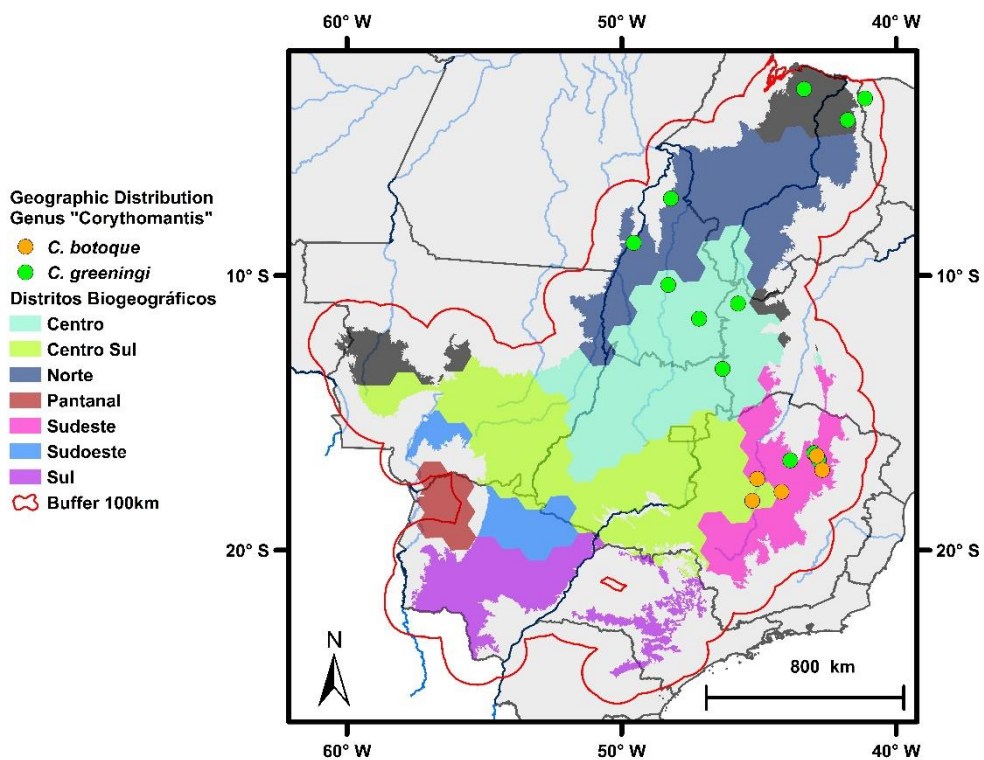 60° W 50° W 40° W
Geographic Distribution
Genus "Corythomantis"
C. botoque
C. greeningi
Distritos Biogeográficos
Centro
Centro Sul
Norte
Pantanal
Sudeste
Sudoeste
Sul
Buffer 100km
10° S 10° S
20° S 20° S
N
800 km
60° W 50° W 40° W